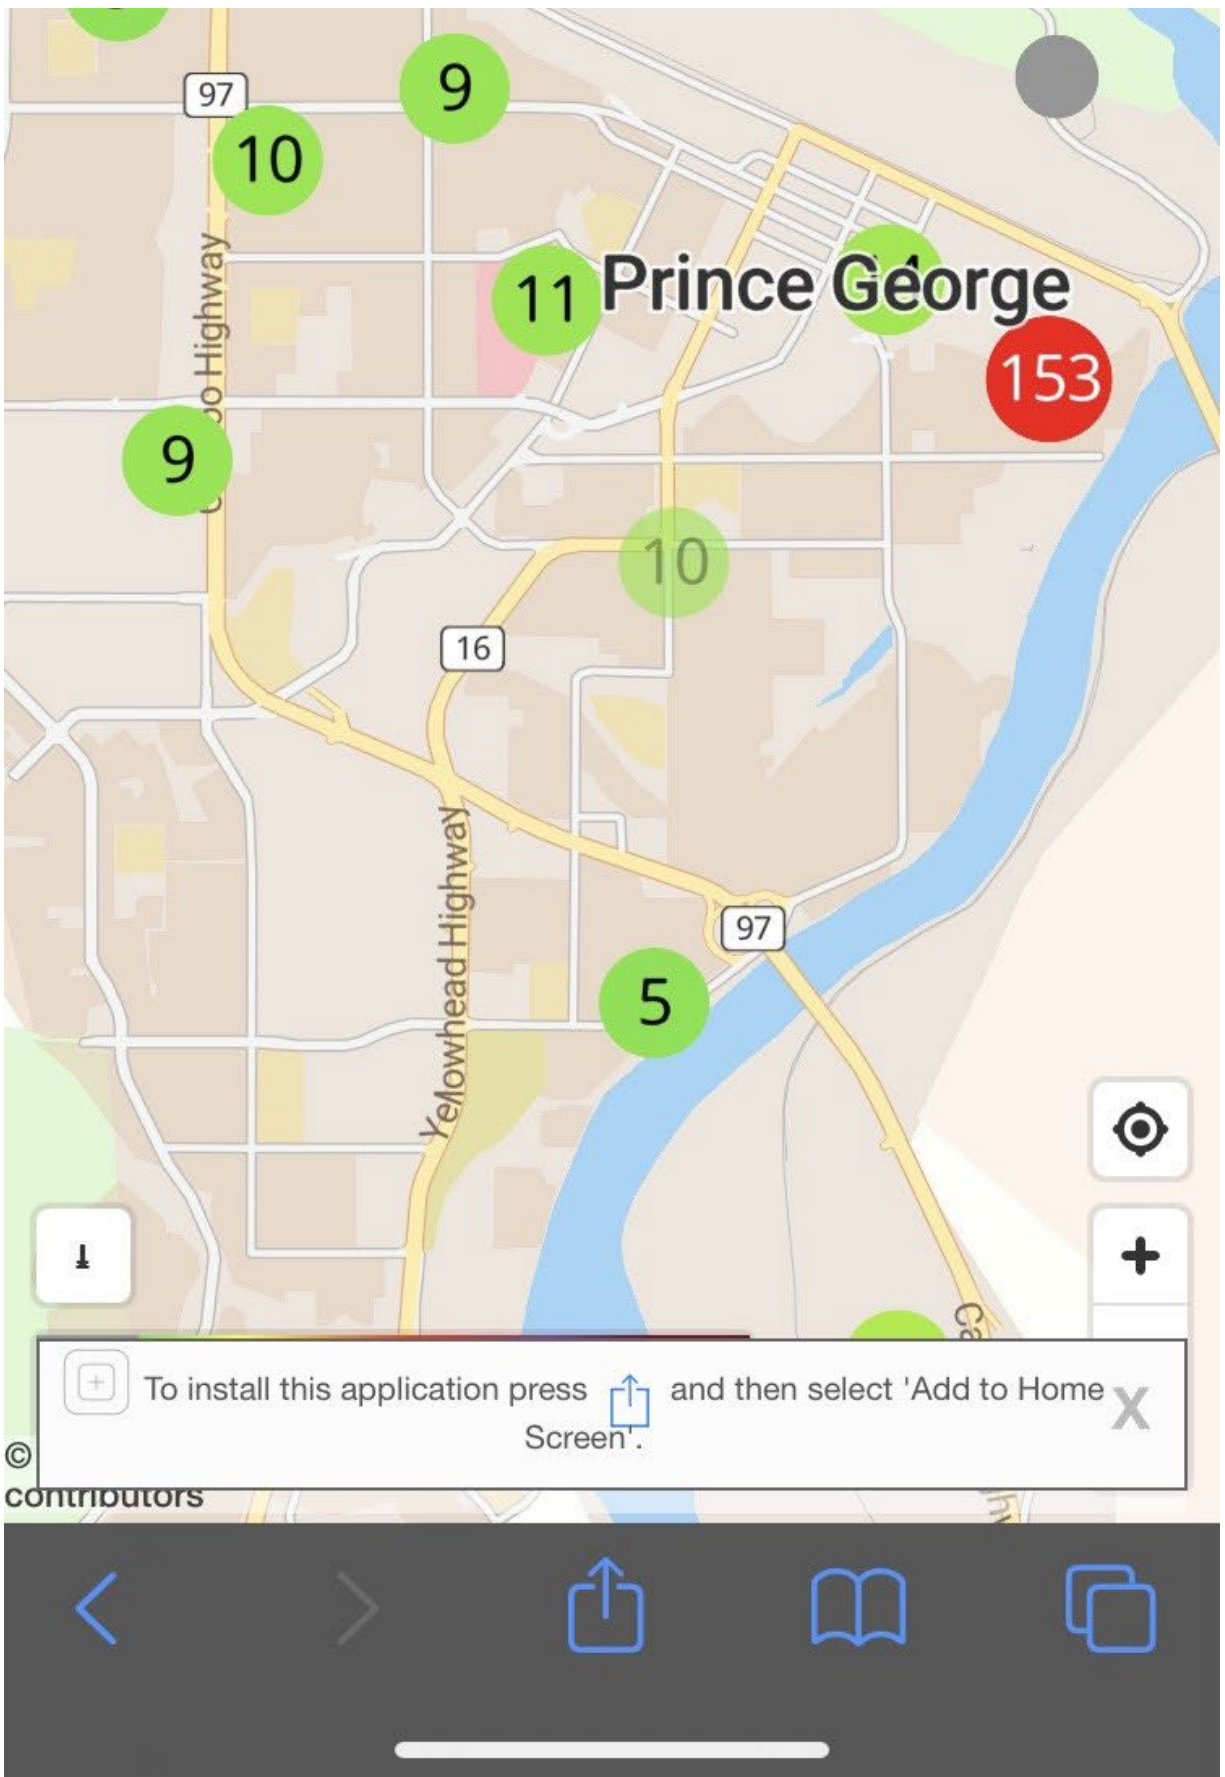 97
9
10
Prince George
11
153
Highway
9
10
16
Yellowhead Highway
97
5
+
Ca
To install this application press and then select 'Add to Home
Screen'.
X
©
contributors